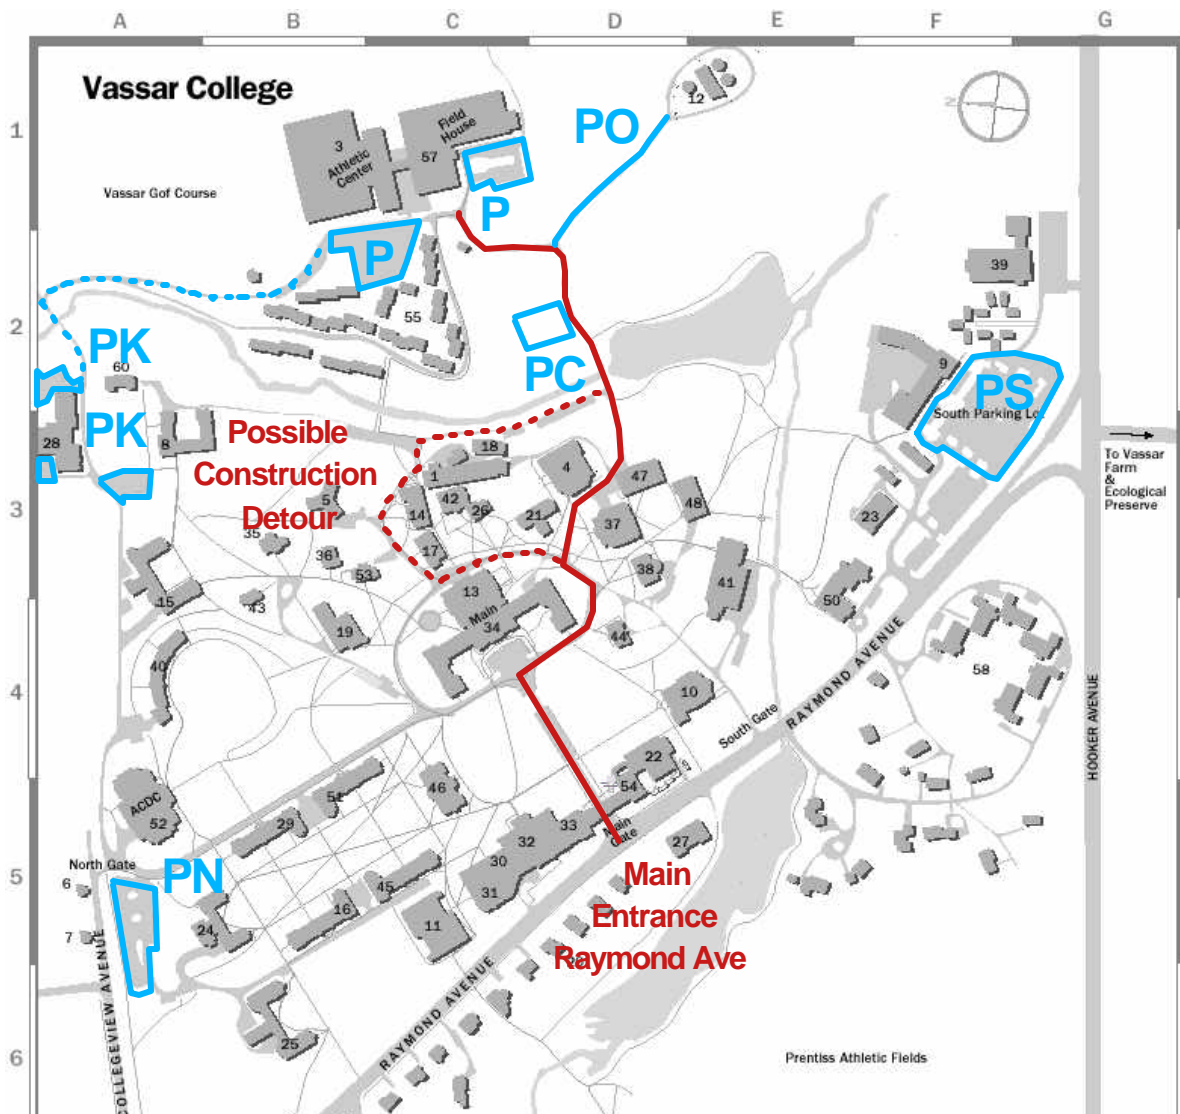 A B C D E F G
Vassar College
1
2
3
4
5
6
N
12
PO
3
Athletic
Center
Field
House
57
Vassar Gof Course
P
P
39
55
PK
60
PC
9
PS
South Parking Lot
PK
28
8
Possible
Construction
Detour
18
1
4
47
To Vassar
Farm
&
Ecological
Preserve
5
14
42
26
21
37
48
23
35
36
17
53
38
41
50
15
43
13
Main
34
19
44
40
58
10
South Gate
RAYMOND AVENUE
HOOKER AVENUE
22
54
ACDC
52
51
46
29
33
Main
Gate
32
27
North Gate
PN
30
6
45
31
Main
Entrance
Raymond Ave
16
11
24
7
COLLEGEVIEW AVENUE
RAYMOND AVENUE
25
Prentiss Athletic Fields